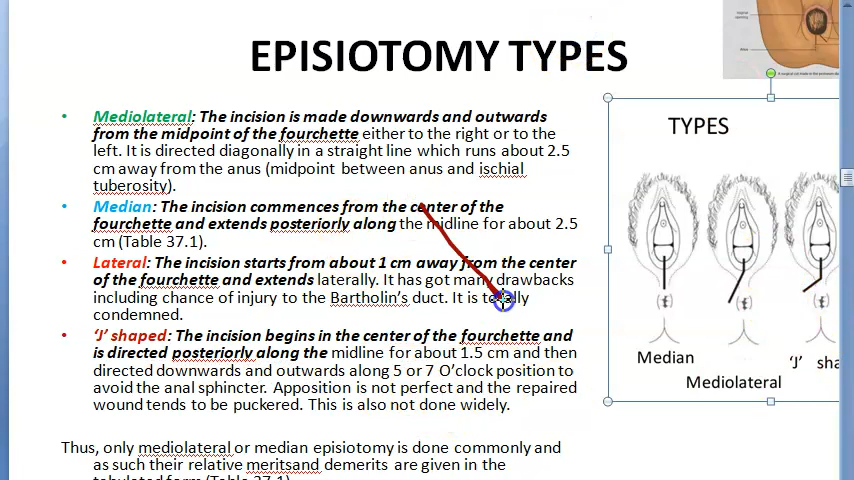 EPISIOTOMY TYPES
• Mediolateral: The incision is made downwards and outwards
from the midpoint of the fourchette either to the right or to the
left. It is directed diagonally in a straight line which runs about 2.5
cm away from the anus (midpoint between anus and ischial
tuberosity).
• Median: The incision commences from the center of the
fourchette and extends posteriorly along the midline for about 2.5
cm (Table 37.1).
• Lateral: The incision starts from about 1 cm away from the center
of the fourchette and extends laterally. It has got many drawbacks
including chance of injury to the Bartholin's duct. It is totally
condemned.
• ‘J’ shaped: The incision begins in the center of the fourchette and
is directed posteriorly along the midline for about 1.5 cm and then
directed downwards and outwards along 5 or 7 O'clock position to
avoid the anal sphincter. Apposition is not perfect and the repaired
wound tends to be puckered. This is also not done widely.
Thus, only mediolateral or median episiotomy is done commonly and
as such their relative meritsand demerits are given in the
tabulated form (Table 37.1)
TYPES
Median
Mediolateral
‘J’ sha